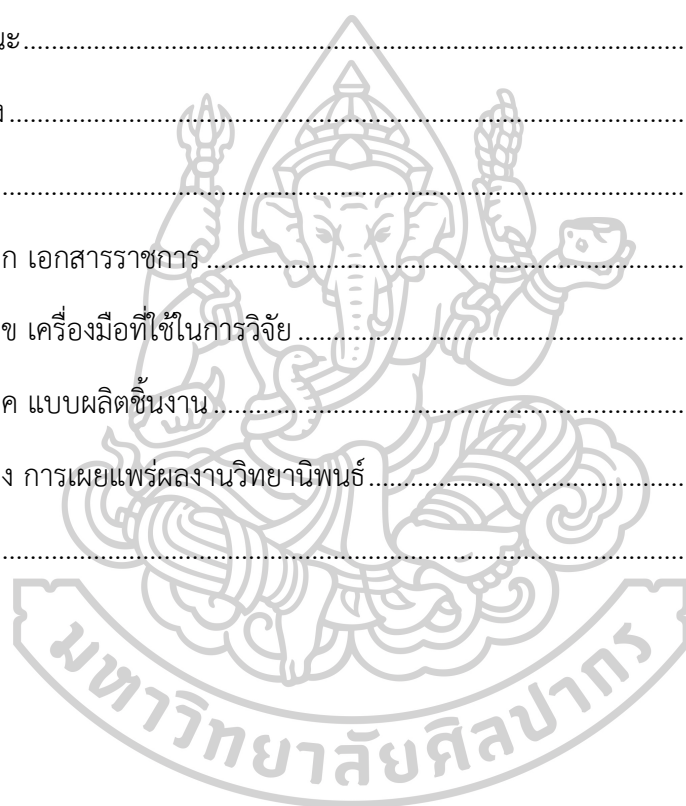 นะ................................................................................
ง................................................................................
................................................................................
ก เอกสารราชการ................................................................
ข เครื่องมือที่ใช้ในการวิจัย....................................................
ค แบบผลิตชิ้นงาน................................................................
ง การเผยแพร่ผลงานวิทยานิพนธ์............................................
................................................................................
มหาวิทยาลัยศิลปากร